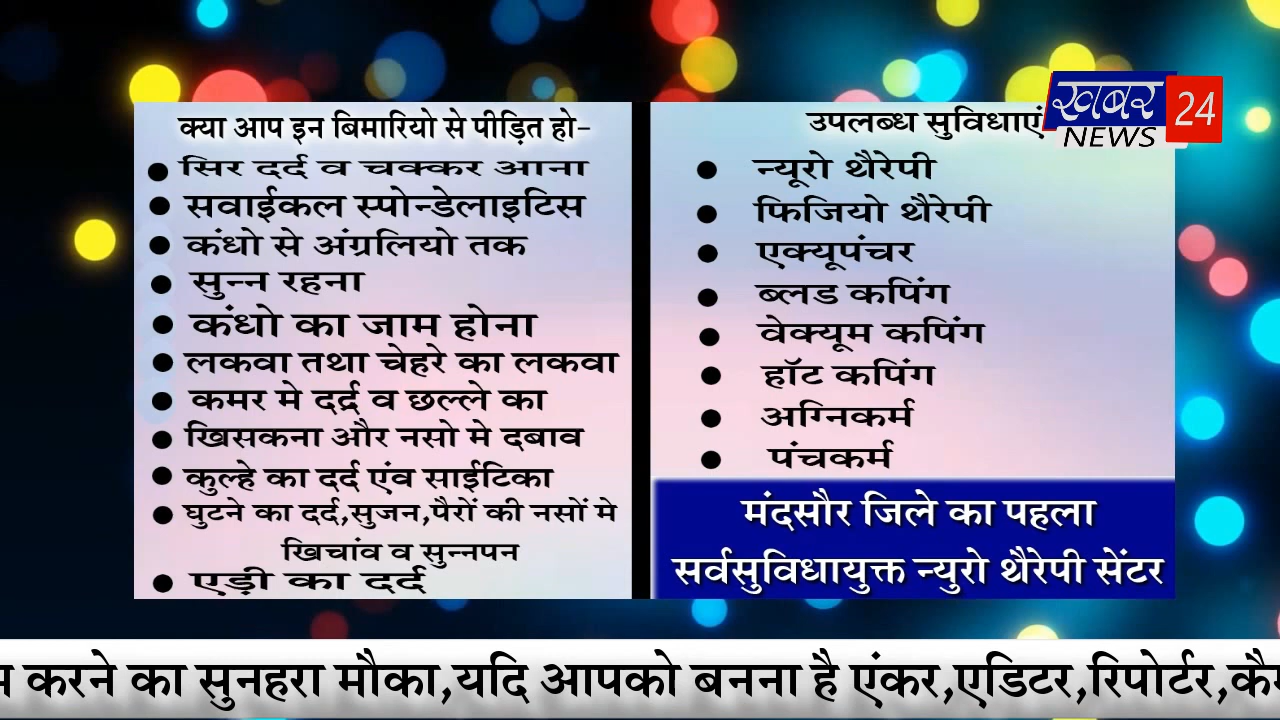 क्या आप इन बिमारियो से पीड़ित हो-
• सिर दर्द व चक्कर आना
• सवाईकल स्पोन्डेलाइटिस
• कंधो से अंग्रलियो तक
• सुन्न रहना
• कंधो का जाम होना
• लकवा तथा चेहरे का लकवा
• कमर मे दर्द्र व छल्ले का
• खिसकना और नसो मे दबाव
• कुल्हे का दर्द एंव साईटिका
• घुटने का दर्द,सुजन,पैरों की नसों मे
खिचांव व सुन्नपन
• एड़ी का दर्द
उपलब्ध सुविधाएं
• न्यूरो थैरेपी
• फिजियो थैरेपी
• एक्यूपंचर
• ब्लड कपिंग
• वेक्यूम कपिंग
• हॉट कपिंग
• अग्निकर्म
• पंचकर्म
मंदसौर जिले का पहला
सर्वसुविधायुक्त न्युरो थैरेपी सेंटर
खबर
NEWS
24
करने का सुनहरा मौका,यदि आपको बनना है एंकर,एडिटर,रिपोर्टर,